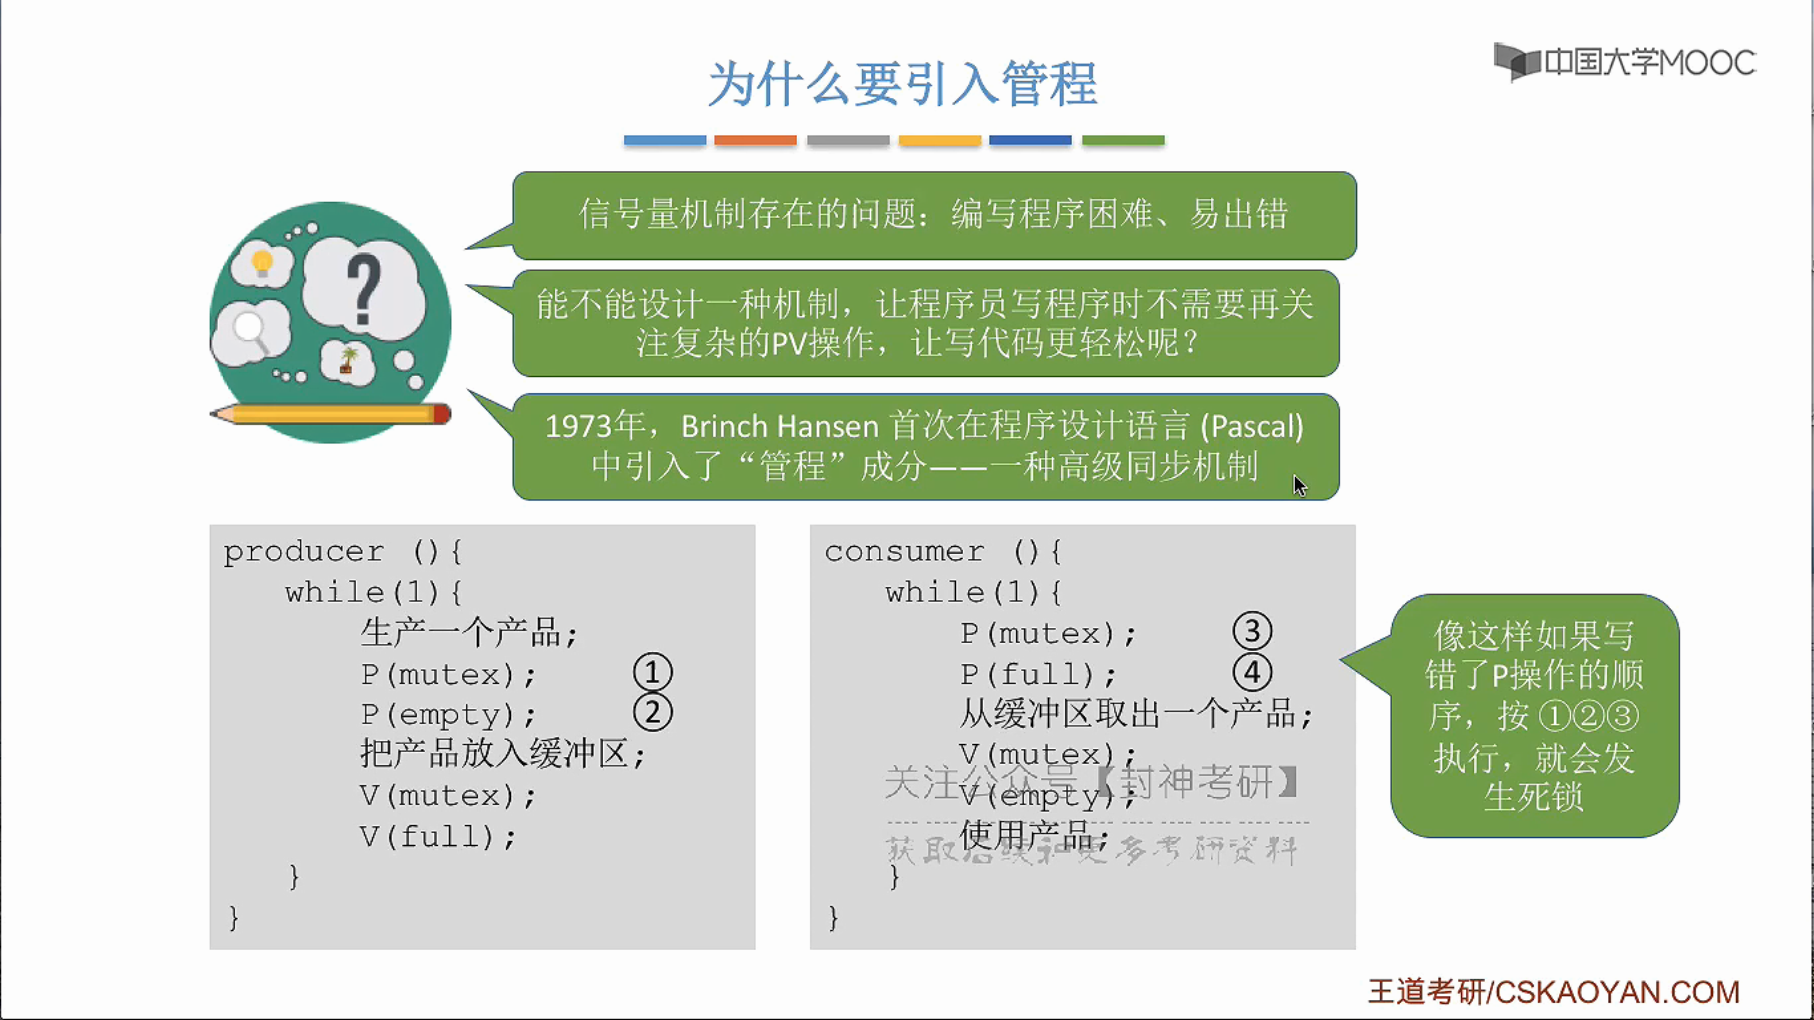 中国大学MOOC
为什么要引入管程
信号量机制存在的问题：编写程序困难、易出错
能不能设计一种机制，让程序员写程序时不需要再关
注复杂的PV操作，让写代码更轻松呢？
1973年，Brinch Hansen 首次在程序设计语言 (Pascal)
中引入了“管程”成分——一种高级同步机制
producer (){
while(1){
生产一个产品;
P(mutex); ①
P(empty); ②
把产品放入缓冲区;
V(mutex);
V(full);
}
}
consumer (){
while(1){
P(mutex); ③
P(full); ④
从缓冲区取出一个产品;
V(mutex);
关注公众号【封神考研】
V(empty);
使用产品;
获取后续和更多考研资料
}
}
像这样如果写
错了P操作的顺
序，按 ①②③
执行，就会发
生死锁
王道考研/CSKAOYAN.COM